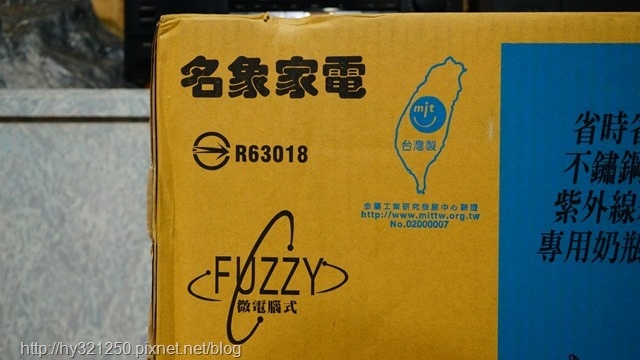 名象家電
R63018
mit
台灣製
金屬工業研究發展中心驗證
http://www.mittw.org.tw
No.02000007
FUZZY
微電腦式
省時省
不鏽鋼
紫外線
專用奶瓶
http://hy321250.pixnet.net/blog